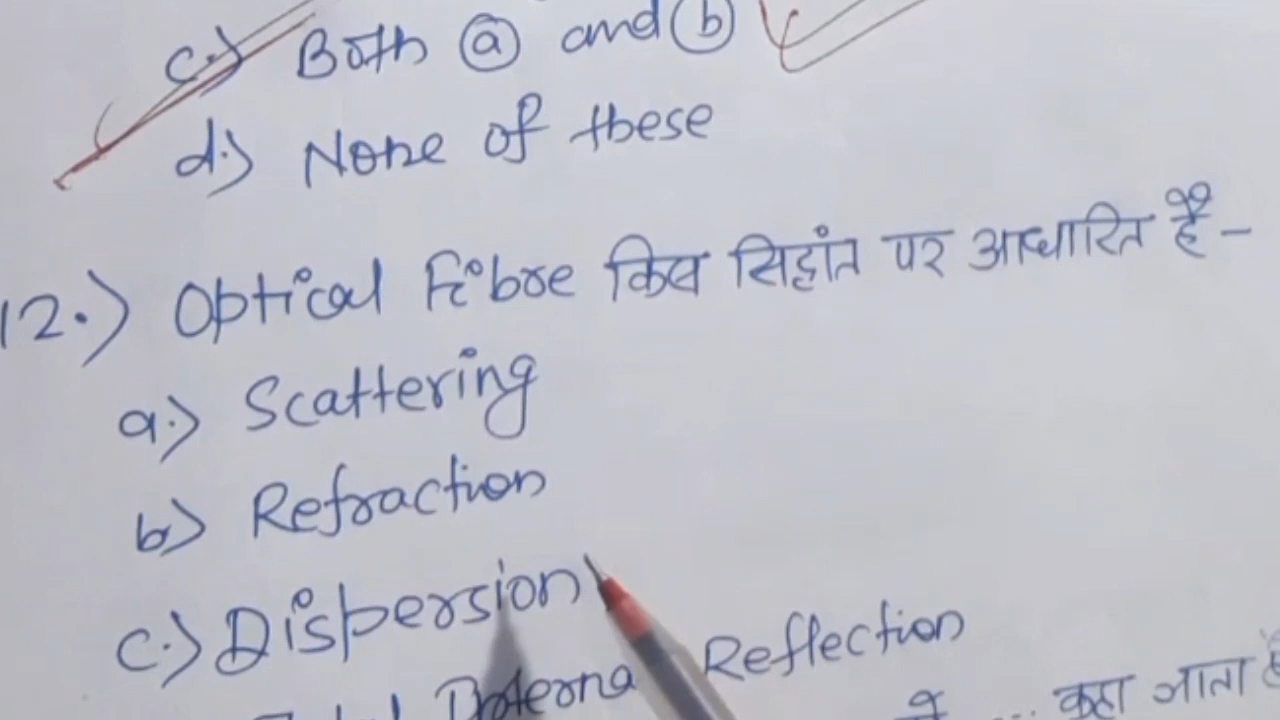 c.) Both ⓐ and ⓑ
d.) None of these
12.) Optical Fibre किस सिद्धांत पर आधारित है -
a.) Scattering
b) Refraction
c.) Dispersion
Reflection
... कहा जाता है